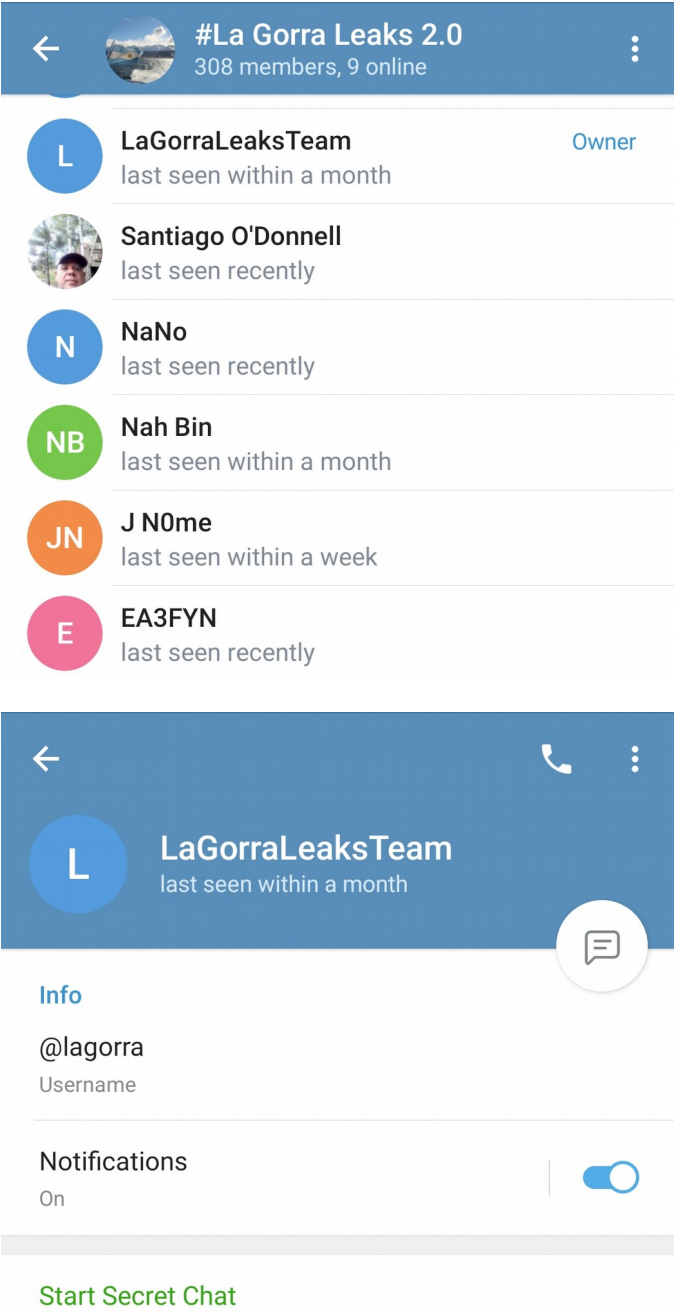 #La Gorra Leaks 2.0
308 members, 9 online
L
LaGorraLeaksTeam
Owner
last seen within a month
Santiago O'Donnell
last seen recently
N
NaNo
last seen recently
NB
Nah Bin
last seen within a month
JN
J N0me
last seen within a week
E
EA3FYN
last seen recently
L
LaGorraLeaksTeam
last seen within a month
Info
@lagorra
Username
Notifications
On
Start Secret Chat